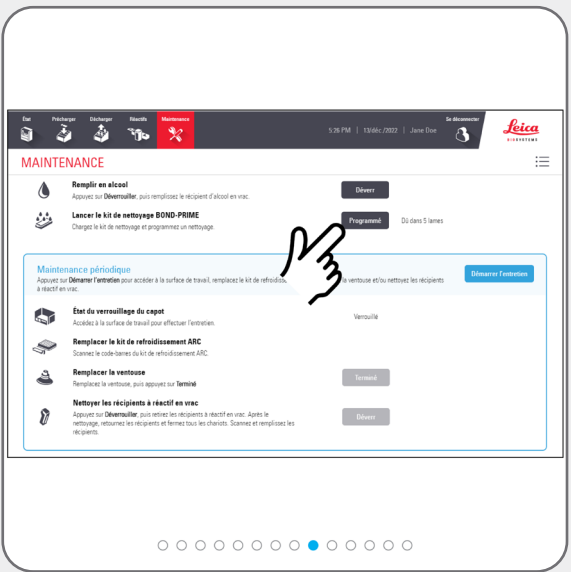 État Précharger Décharger Réactifs Maintenance
5:26 PM | 13/déc./2022 | Jane Doe
Se déconnecter
Leica
BIOSYSTEMS
MAINTENANCE
Remplir en alcool
Appuyez sur Déverrouiller, puis remplissez le récipient d'alcool en vrac.
Déverr
Lancer le kit de nettoyage BOND-PRIME
Chargez le kit de nettoyage et programmez un nettoyage.
Programmé
Dû dans 5 lames
Maintenance périodique
Appuyez sur Démarrer l'entretien pour accéder à la surface de travail, remplacez le kit de refroidiss la ventouse et/ou nettoyez les récipients
à réactif en vrac.
Démarrer l'entretien
État du verrouillage du capot
Accédez à la surface de travail pour effectuer l'entretien.
Verrouillé
Remplacer le kit de refroidissement ARC
Scannez le code-barres du kit de refroidissement ARC
Remplacer la ventouse
Remplacez la ventouse, puis appuyez sur Terminé
Terminé
Nettoyer les récipients à réactif en vrac
Appuyez sur Déverrouiller, puis retirez les récipients à réactif en vrac. Après le
nettoyage, retournez les récipients et fermez tous les chariots. Scannez et remplissez les
récipients.
Déverr